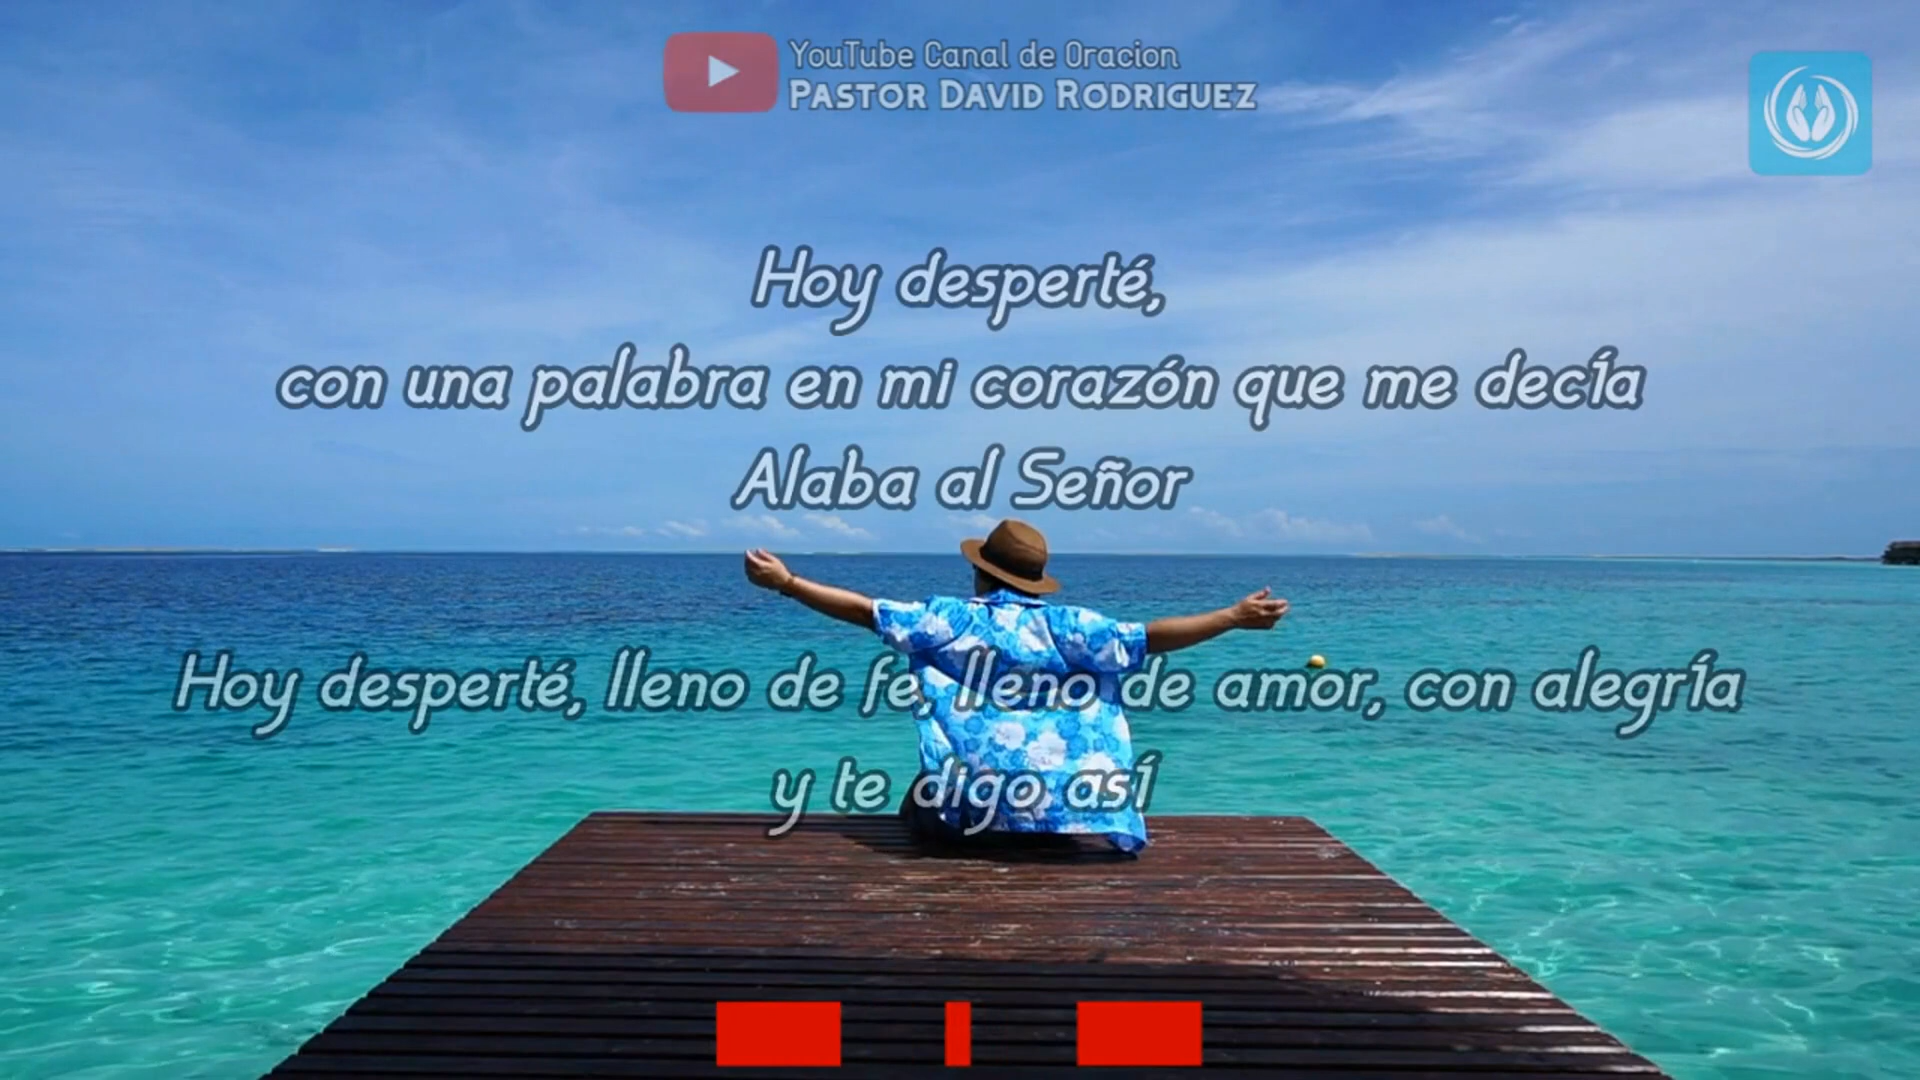 YouTube Canal de Oracion
PASTOR DAVID RODRIGUEZ
Hoy desperté,
con una palabra en mi corazón que me decía
Alaba al Señor
Hoy desperté, lleno de fe, lleno de amor, con alegría
y te digo así